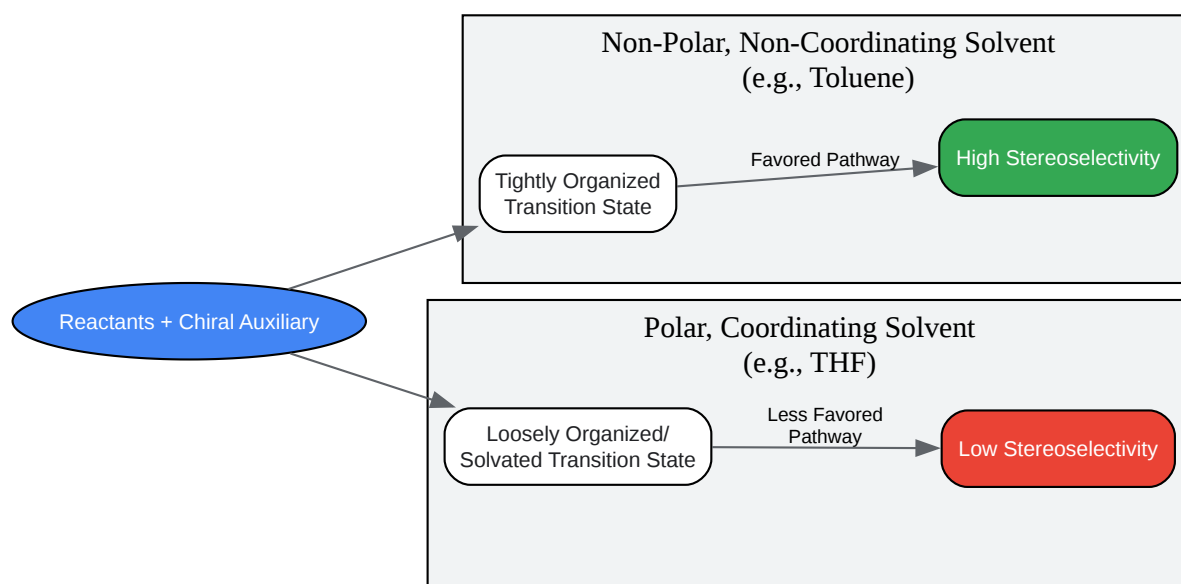 Non-Polar, Non-Coordinating Solvent
(e.g., Toluene)
Tightly Organized
Transition State
Favored Pathway
High Stereoselectivity
Reactants + Chiral Auxiliary
Polar, Coordinating Solvent
(e.g., THF)
Loosely Organized/
Solvated Transition State
Less Favored
Pathway
Low Stereoselectivity